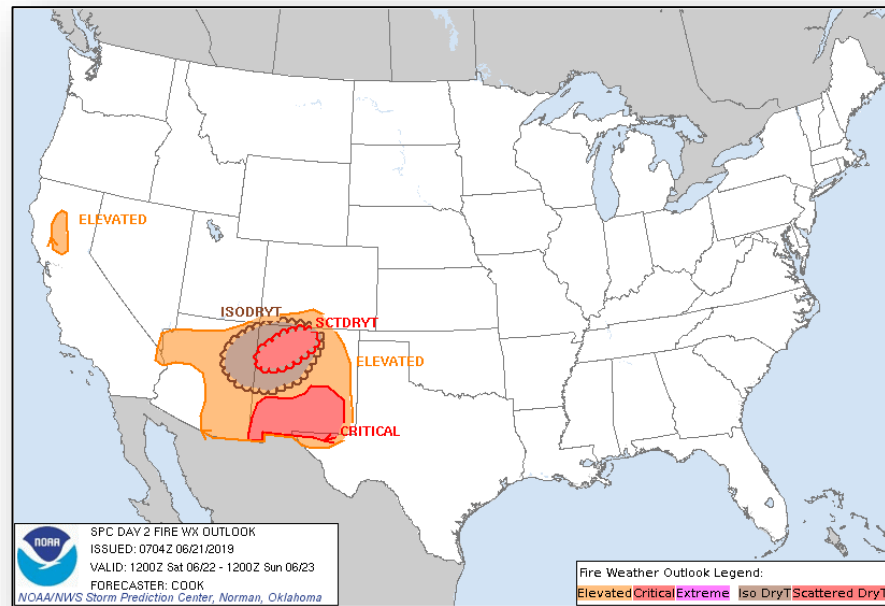 ELEVATED
ISODRYT
SCTDRYT
ELEVATED
CRITICAL
NOAA
SPC DAY 2 FIRE WX OUTLOOK
ISSUED: 0704Z 06/21/2019
VALID: 1200Z Sat 06/22 - 1200Z Sun 06/23
FORECASTER: COOK
NOAA/NWS Storm Prediction Center, Norman, Oklahoma
Fire Weather Outlook Legend:
Elevated Critical Extreme Iso DryT Scattered DryT